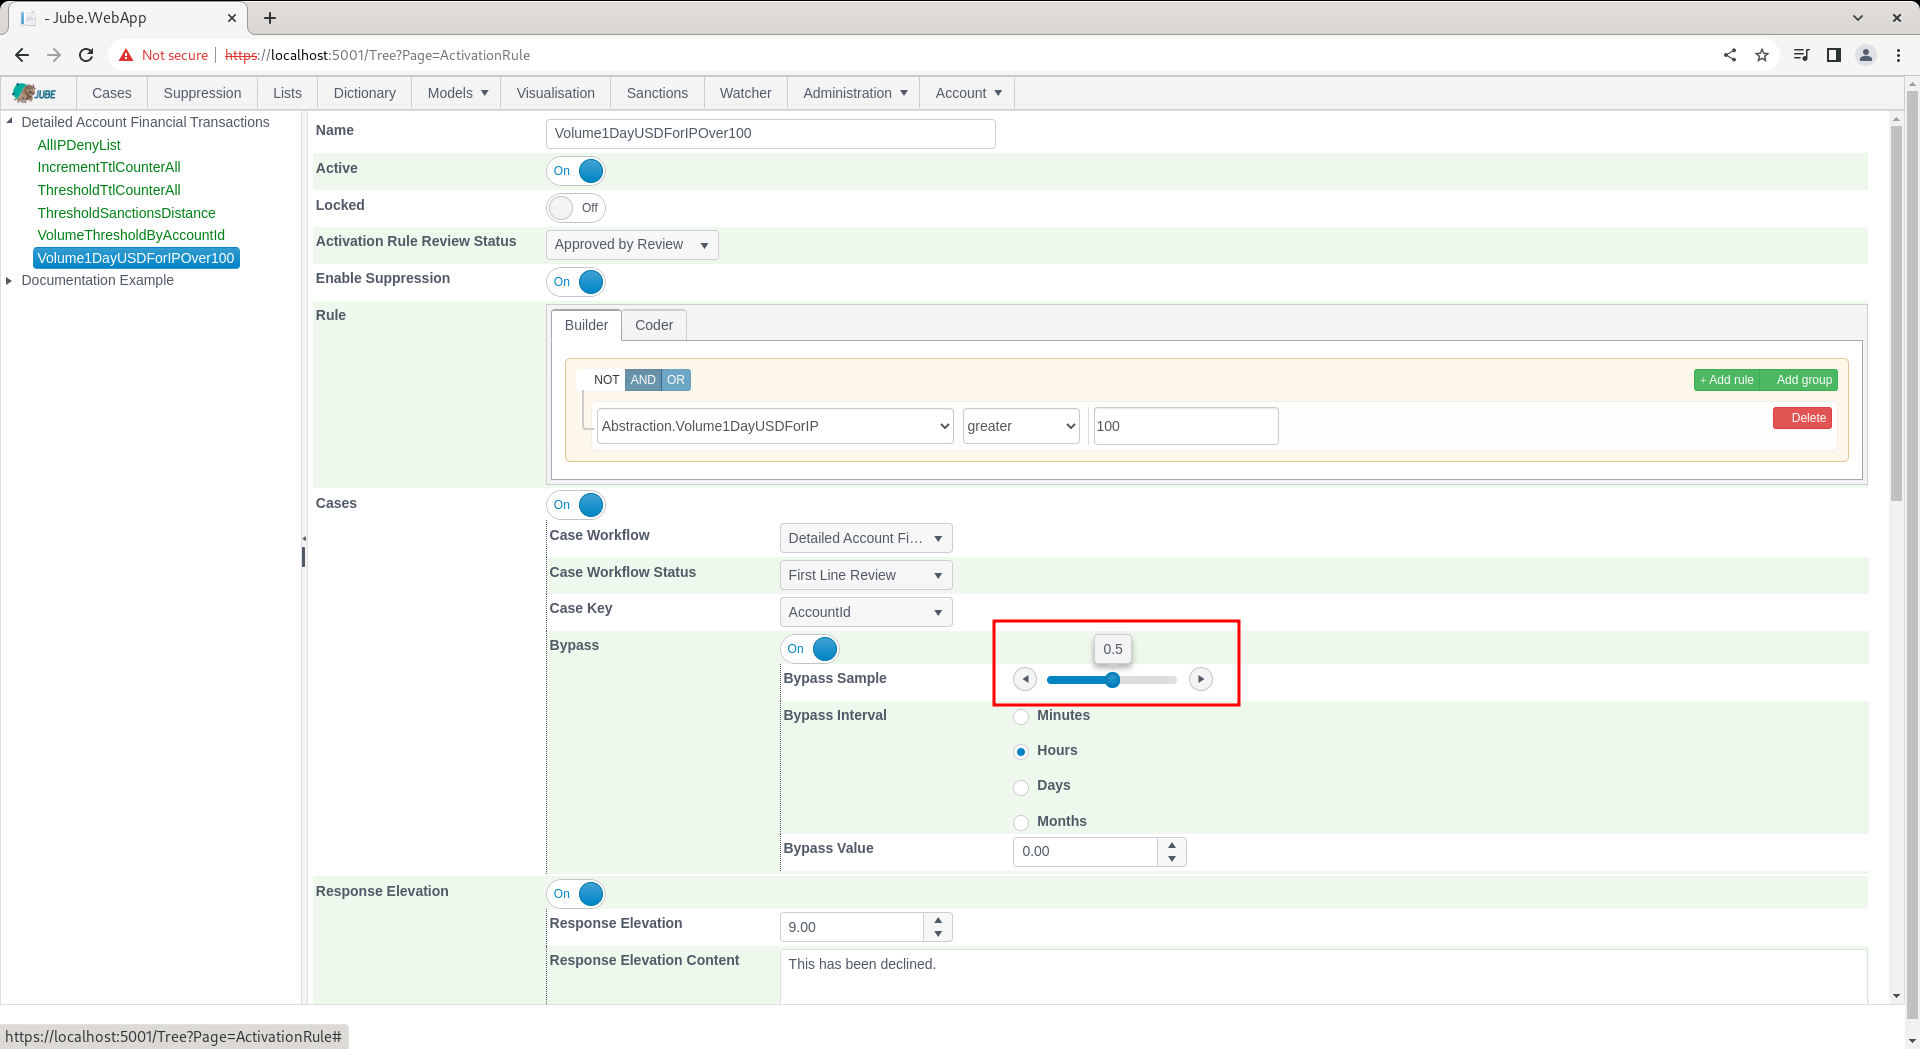 - Jube.WebApp
Not secure https://localhost:5001/Tree?Page=ActivationRule
JUBE Cases Suppression Lists Dictionary Models Visualisation Sanctions Watcher Administration Account
Detailed Account Financial Transactions
AllIPDenyList
IncrementTtlCounterAll
ThresholdTtlCounterAll
ThresholdSanctionsDistance
VolumeThresholdByAccountId
Volume1DayUSDForIPOver100
Documentation Example
Name Volume1DayUSDForIPOver100
Active On
Locked Off
Activation Rule Review Status Approved by Review
Enable Suppression On
Rule Builder Coder
NOT AND OR + Add rule Add group
Abstraction.Volume1DayUSDForIP greater 100 Delete
Cases On
Case Workflow Detailed Account Fi...
Case Workflow Status First Line Review
Case Key AccountId
Bypass On
0.5
Bypass Sample
Bypass Interval Minutes
Hours
Days
Months
Bypass Value 0.00
Response Elevation On
Response Elevation 9.00
Response Elevation Content This has been declined.
https://localhost:5001/Tree?Page=ActivationRule#